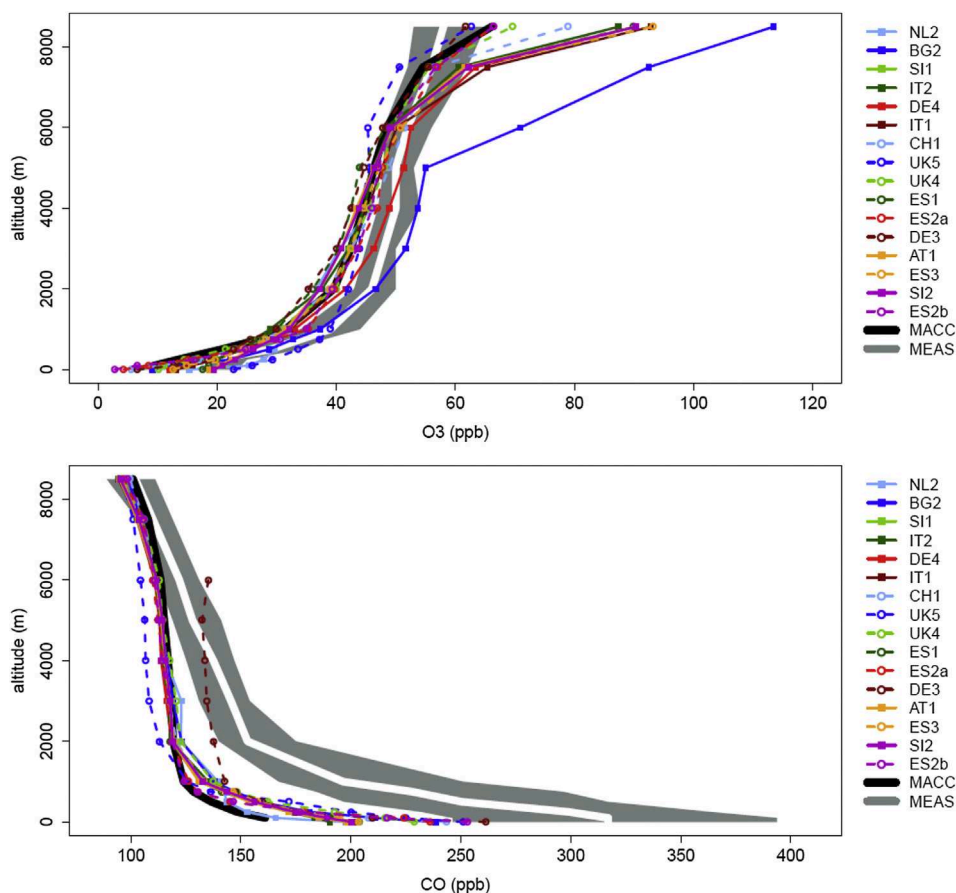 8000
6000
4000
2000
0
altitude (m)
0 20 40 60 80 100 120
O3 (ppb)
NL2
BG2
SI1
IT2
DE4
IT1
CH1
UK5
UK4
ES1
ES2a
DE3
AT1
ES3
SI2
ES2b
MACC
MEAS
8000
6000
4000
2000
0
altitude (m)
100 150 200 250 300 350 400
CO (ppb)
NL2
BG2
SI1
IT2
DE4
IT1
CH1
UK5
UK4
ES1
ES2a
DE3
AT1
ES3
SI2
ES2b
MACC
MEAS